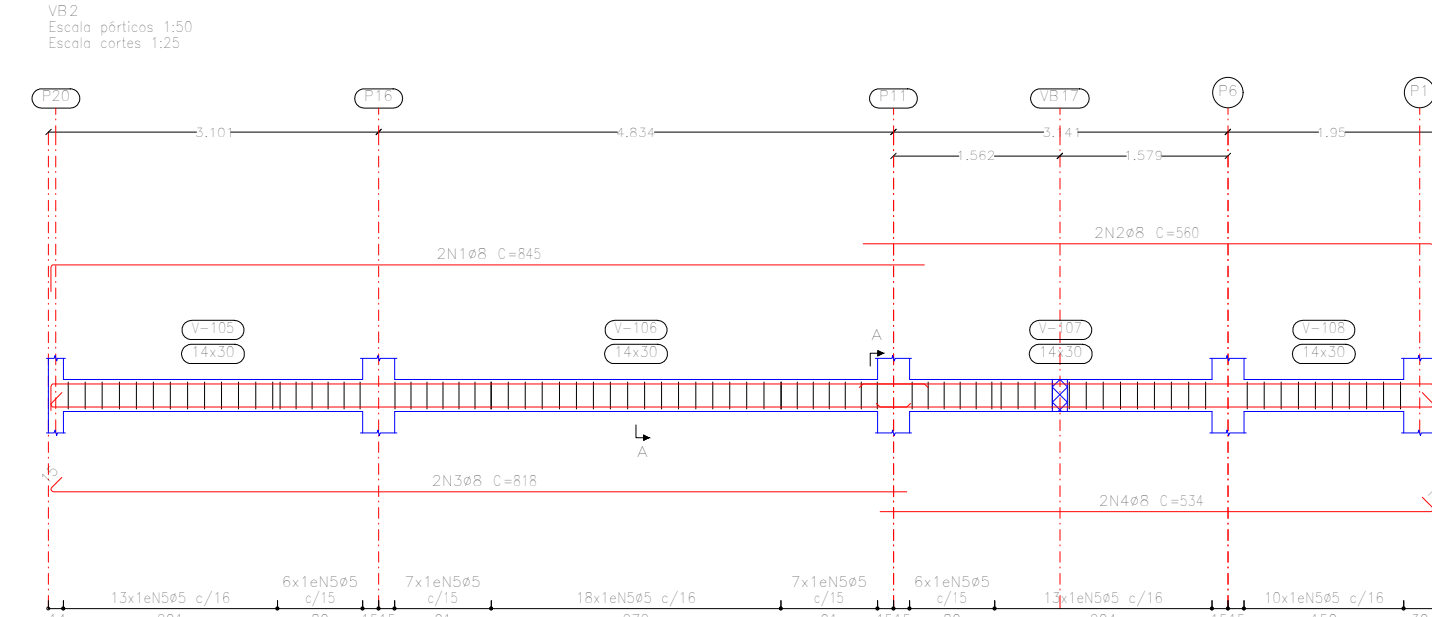 VB2
Escala pórticos 1:50
Escala cortes 1:25
P20 P16 P11 VB17 P6 P1
3.101 4.834 3.141 1.95
1.562 1.579
2N2ø8 C=560
2N1ø8 C=845
V-105 V-106 V-107 V-108
14x30 14x30 14x30 14x30
A
A
2N3ø8 C=818
2N4ø8 C=534
6x1eN5ø5 7x1eN5ø5 7x1eN5ø5 6x1eN5ø5
13x1eN5ø5 c/16 c/15 c/15 18x1eN5ø5 c/16 c/15 c/15 13x1eN5ø5 c/16 10x1eN5ø5 c/16